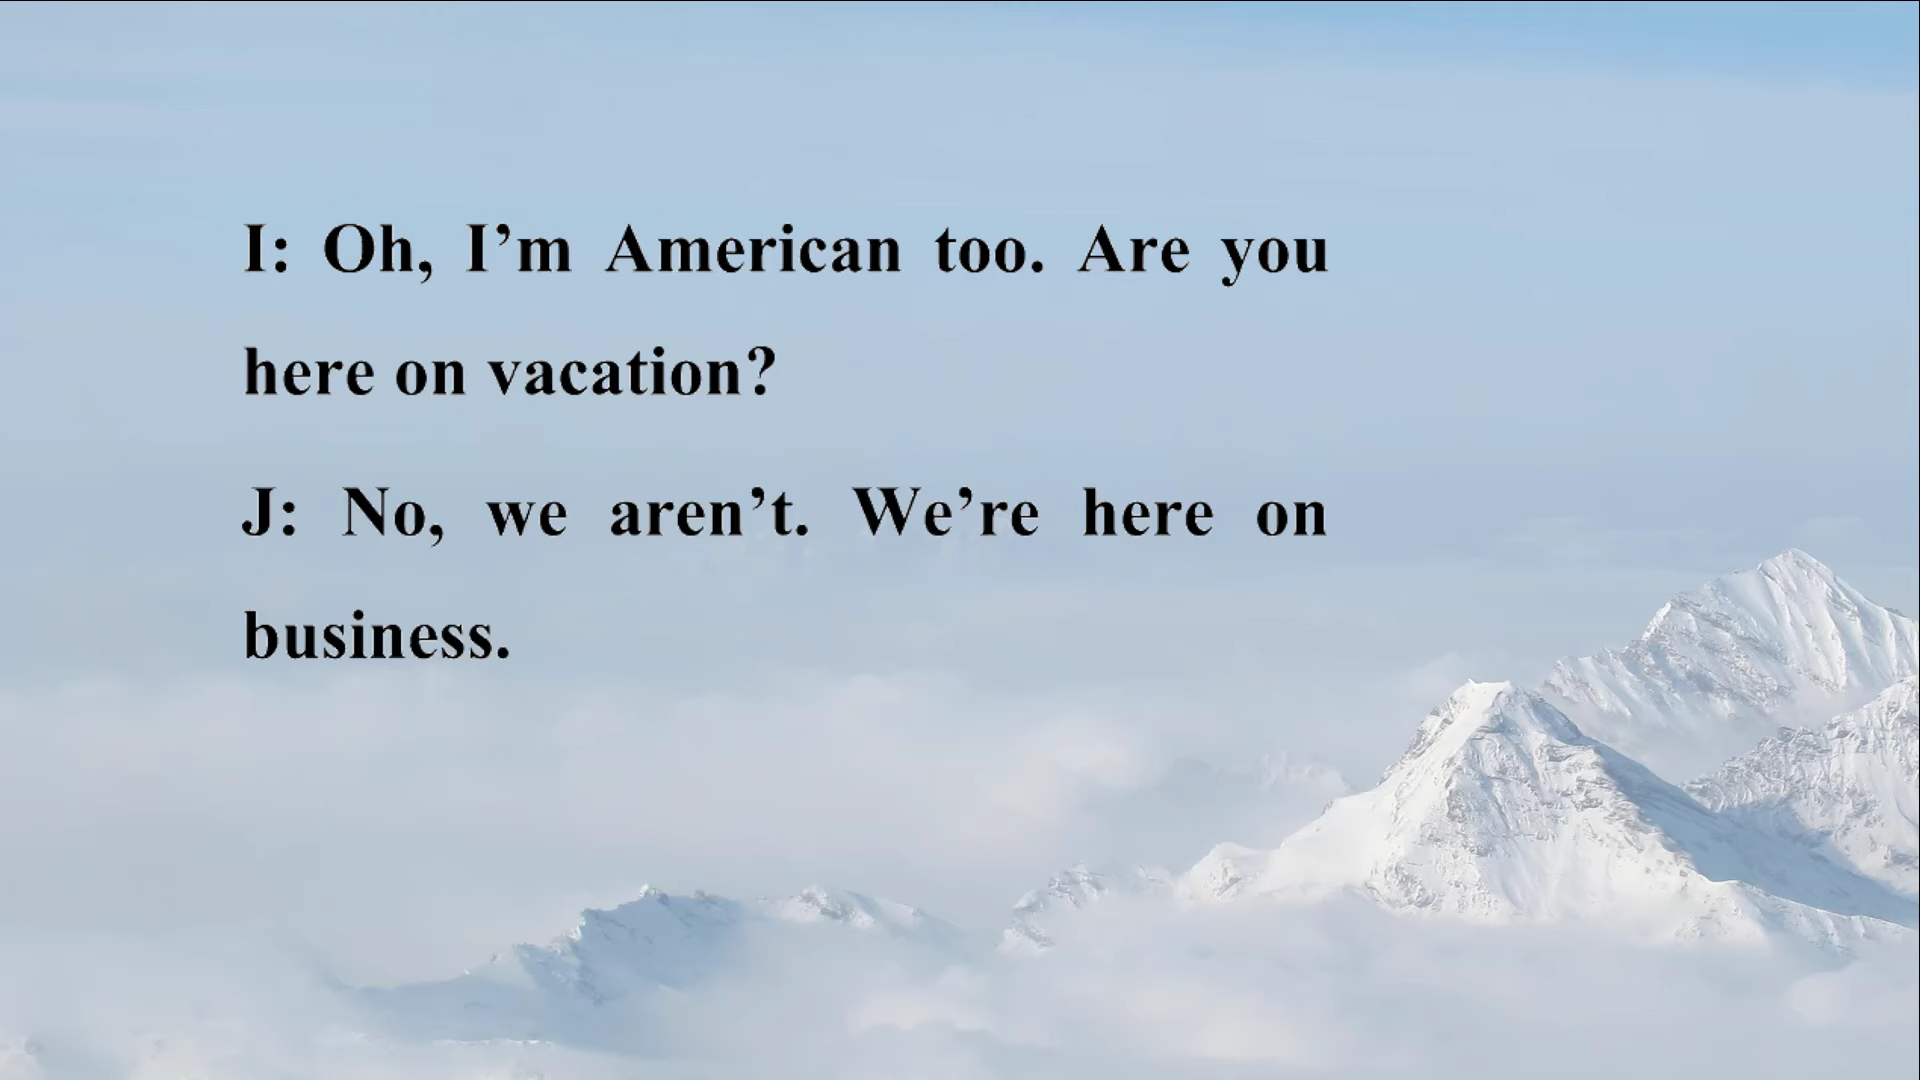 I: Oh, I’m American too. Are you
here on vacation?
J: No, we aren’t. We’re here on
business.